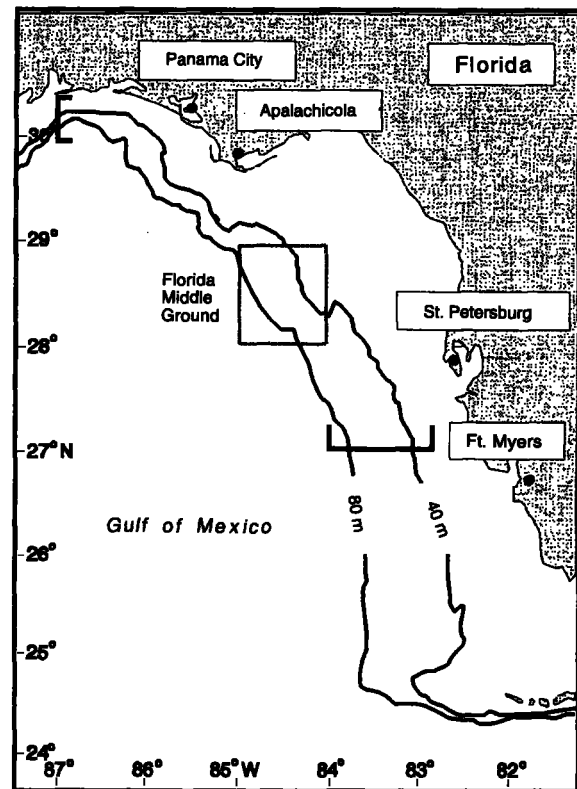 Panama City
Florida
Apalachicola
30°
29°
Florida
Middle
Ground
St. Petersburg
28°
27°N
Ft. Myers
80 m
40 m
Gulf of Mexico
26°
25°
24°
87°
86°
85°W
84°
83°
82°